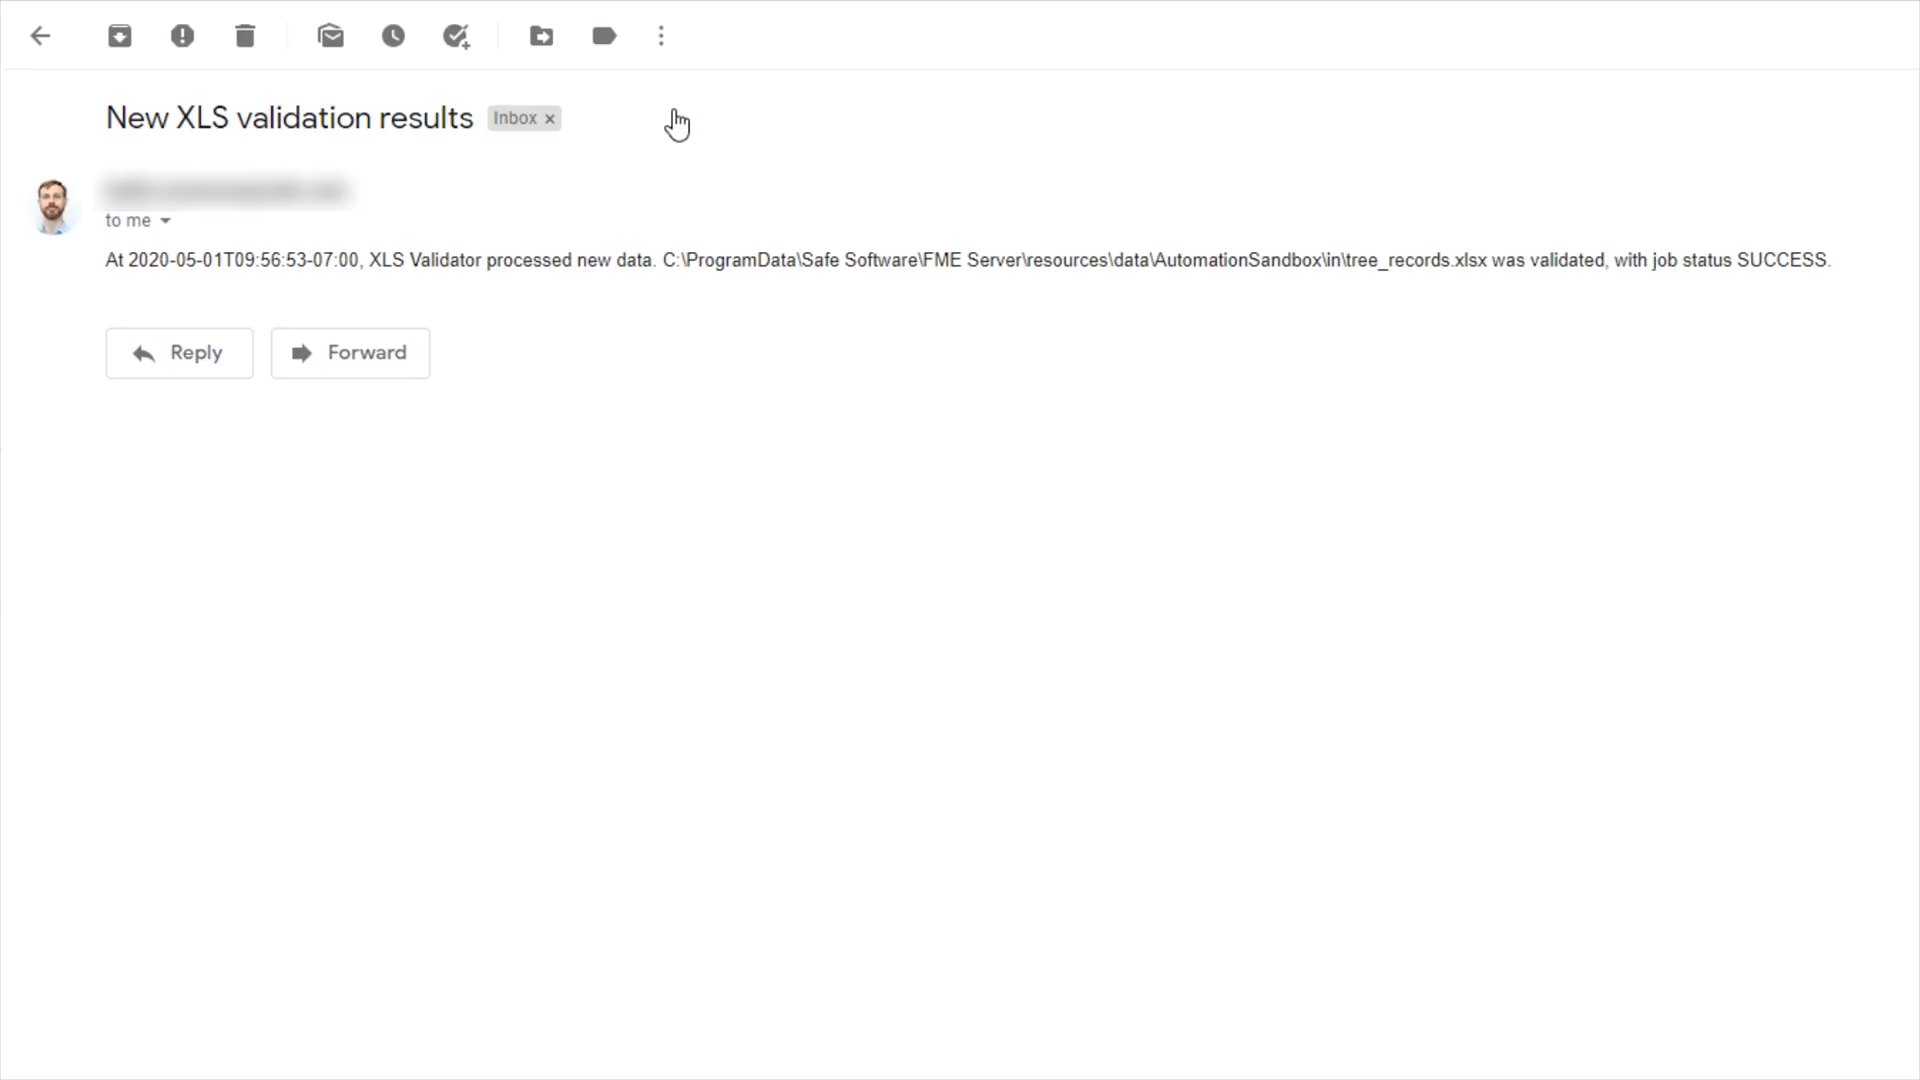 New XLS validation results Inbox ×
to me
At 2020-05-01T09:56:53-07:00, XLS Validator processed new data. C:\ProgramData\Safe Software\FME Server\resources\data\AutomationSandbox\in\tree_records.xlsx was validated, with job status SUCCESS.
Reply Forward